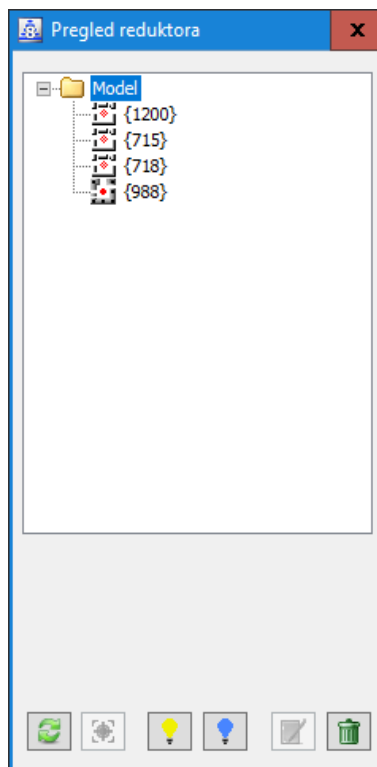 Pregled reduktora
Model
{1200}
{715}
{718}
{988}